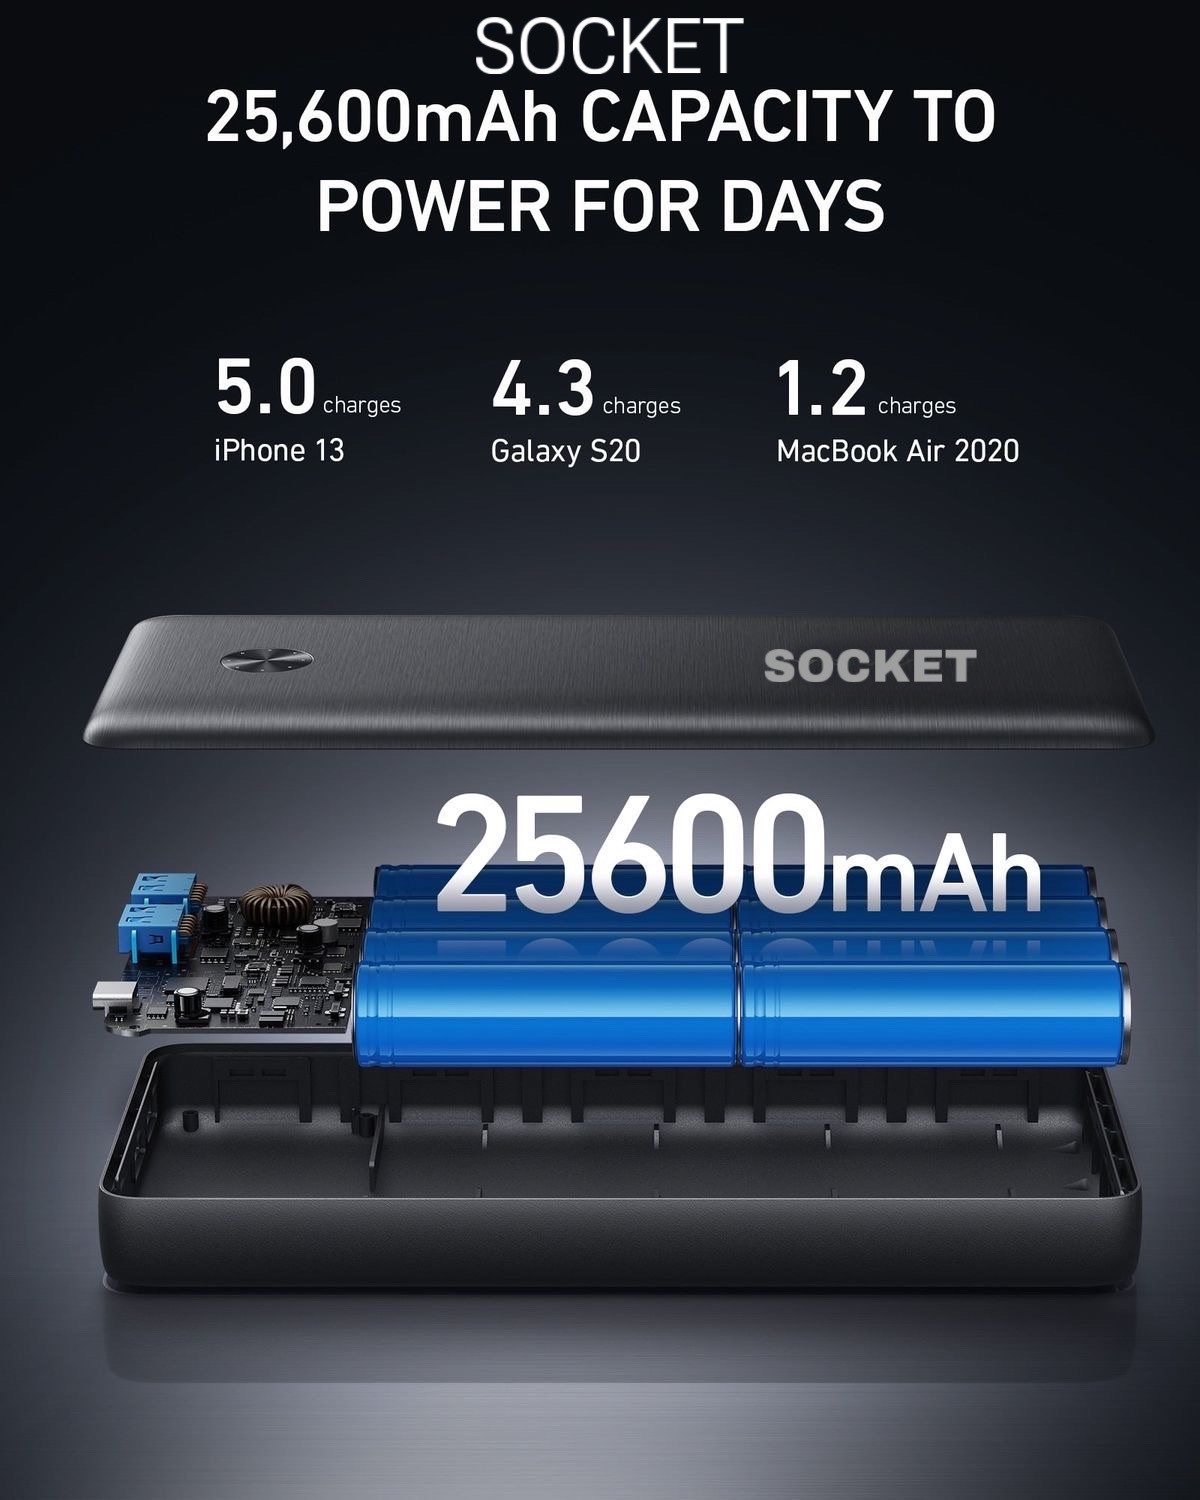 SOCKET
25,600mAh CAPACITY TO
POWER FOR DAYS
5.0 charges
iPhone 13
4.3 charges
Galaxy S20
1.2 charges
MacBook Air 2020
SOCKET
25600mAh